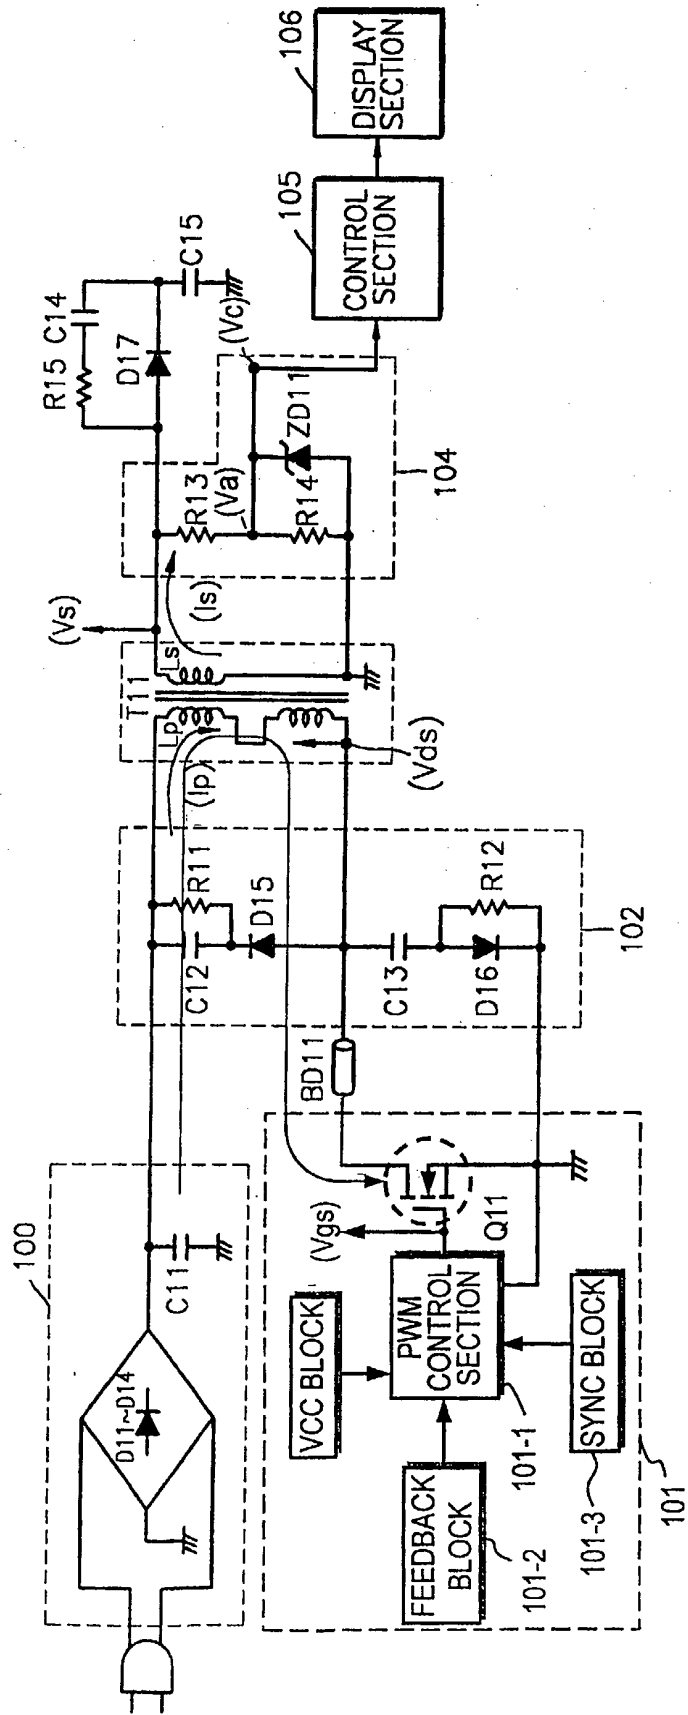 100
D11~D14
C11
VCC BLOCK
PWM
CONTROL
SECTION
101-1
FEEDBACK
BLOCK
101-2
SYNC BLOCK
101-3
101
(Vgs)
Q11
BD11
C12
R11
D15
C13
D16
R12
102
T11
Lp
(Ip)
Ls
(Is)
(Vds)
(Vs)
R13
(Va)
R14
ZD11
(Vc)
104
R15
C14
D17
C15
CONTROL
SECTION
105
DISPLAY
SECTION
106